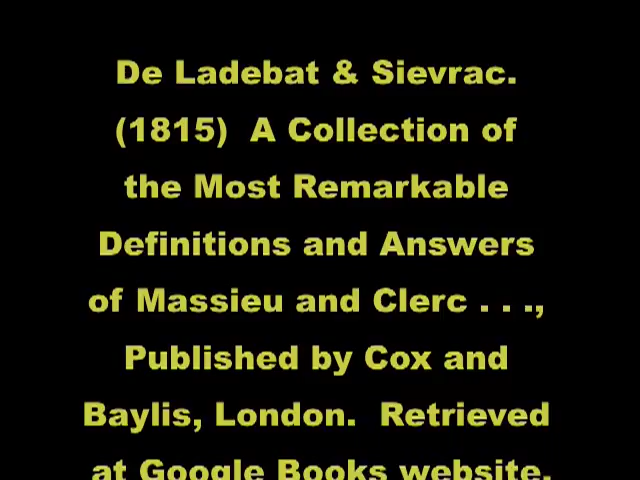 De Ladebat & Sievrac.
(1815)  A Collection of
the Most Remarkable
Definitions and Answers
of Massieu and Clerc . . .,
Published by Cox and
Baylis, London.  Retrieved
at Google Books website.